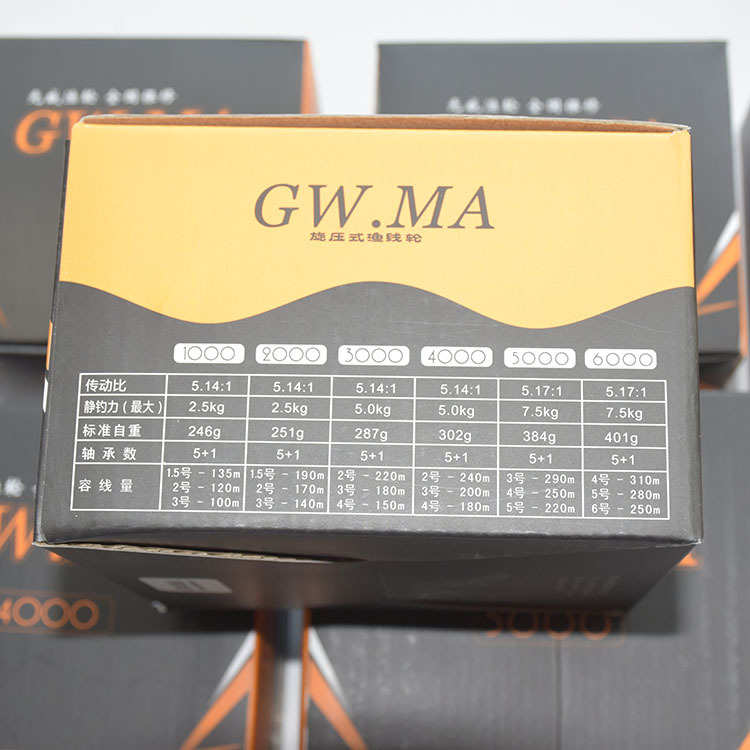 GW.MA
GW.MA
旋压式渔线轮
1000 2000 3000 4000 5000 6000
传动比 5.14:1 5.14:1 5.14:1 5.14:1 5.17:1 5.17:1
静钓力（最大） 2.5kg 2.5kg 5.0kg 5.0kg 7.5kg 7.5kg
标准自重 246g 251g 287g 302g 384g 401g
轴承数 5+1 5+1 5+1 5+1 5+1 5+1
容线量 1.5号 - 135m 1.5号 - 190m 2号 - 220m 2号 - 240m 3号 - 290m 4号 - 310m
2号 - 120m 2号 - 170m 3号 - 180m 3号 - 200m 4号 - 250m 5号 - 280m
3号 - 100m 3号 - 140m 4号 - 150m 4号 - 180m 5号 - 220m 6号 - 250m
4000